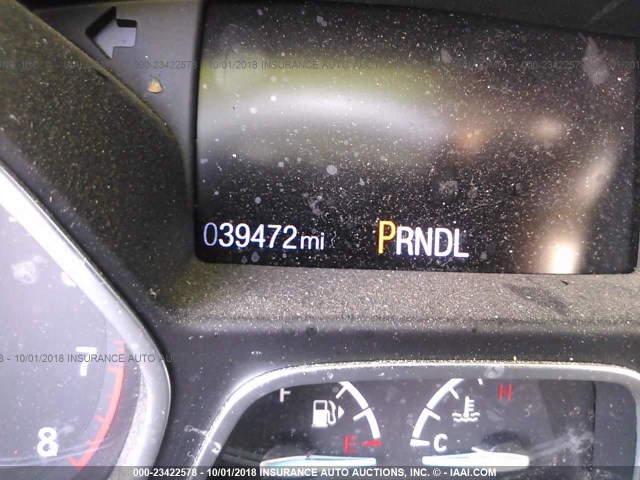 000-23422578 - 10/01/2018 INSURANCE AUTO AUCTIONS, INC.
039472mi PRNDL
7
8
F
E
H
C
000-23422578 - 10/01/2018 INSURANCE AUTO AUCTIONS, INC. - © - IAAI.COM